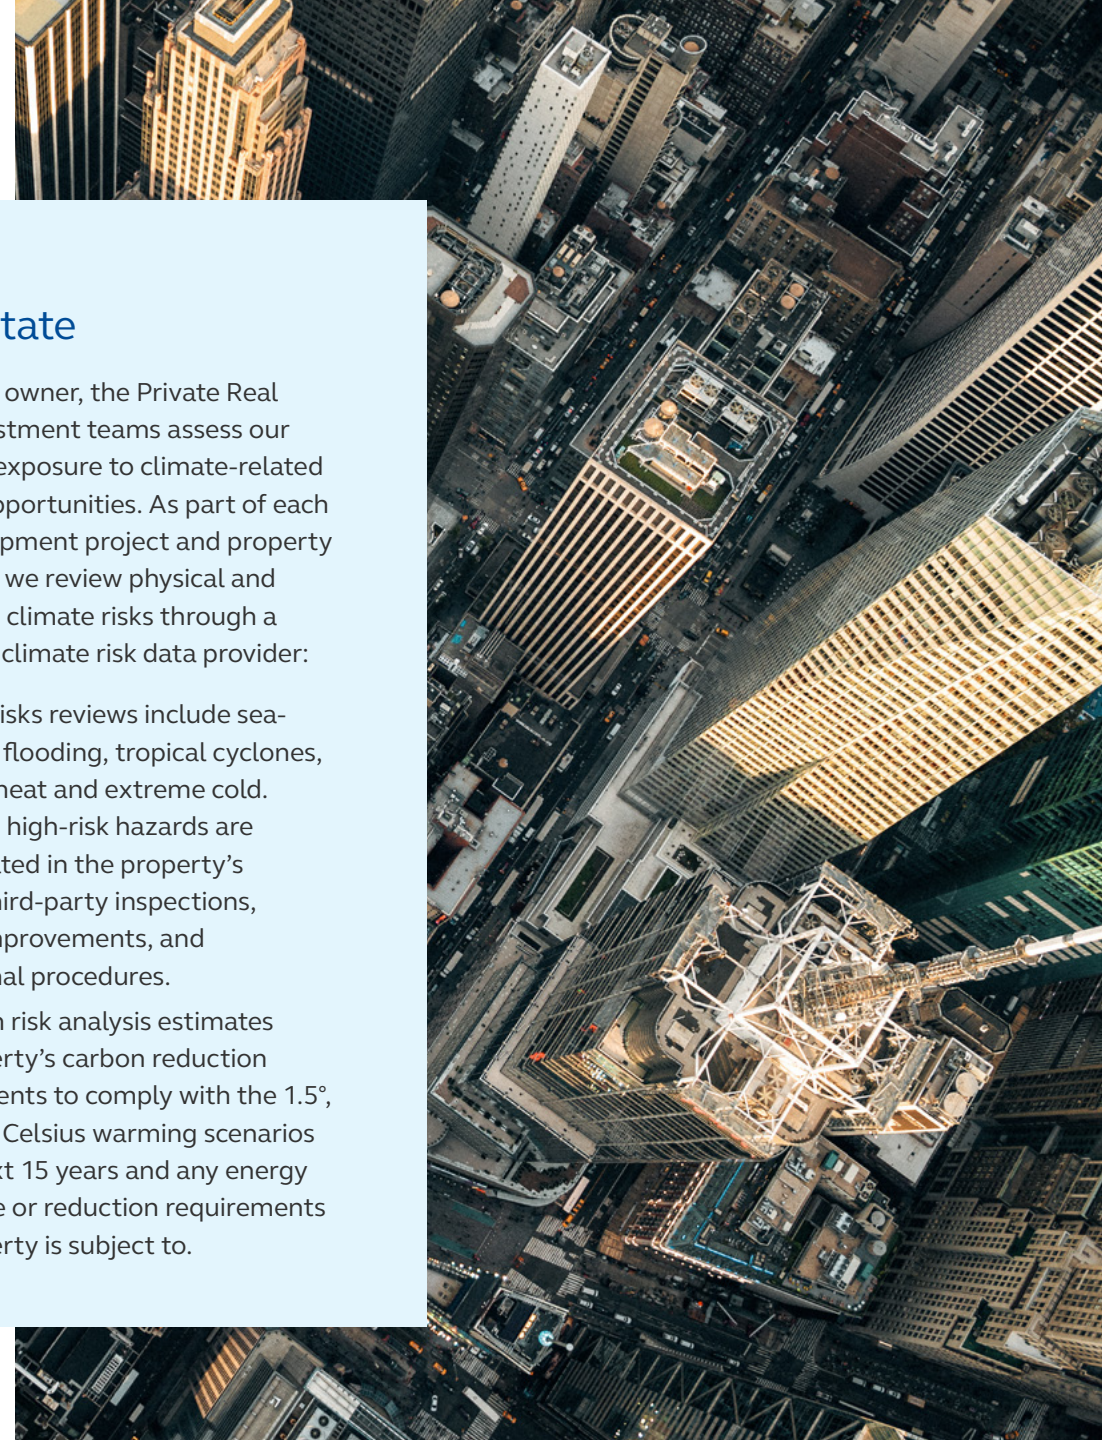 tate
owner, the Private Real
stment teams assess our
exposure to climate-related
pportunities. As part of each
pment project and property
we review physical and
climate risks through a
climate risk data provider:
isks reviews include sea-
flooding, tropical cyclones,
heat and extreme cold.
high-risk hazards are
ted in the property’s
ird-party inspections,
provements, and
al procedures.
risk analysis estimates
erty’s carbon reduction
ents to comply with the 1.5°,
Celsius warming scenarios
xt 15 years and any energy
e or reduction requirements
erty is subject to.